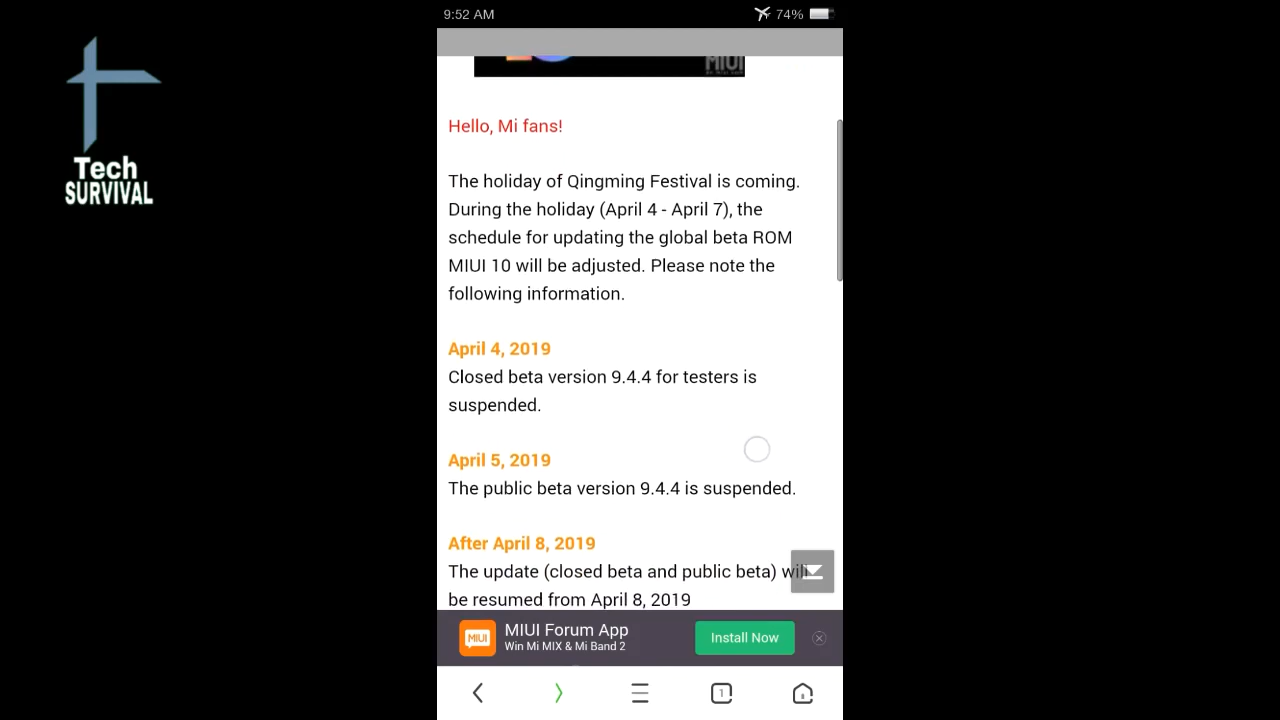 9:52 AM
74%
Tech
SURVIVAL
MIUI
Hello, Mi fans!
The holiday of Qingming Festival is coming.
During the holiday (April 4 - April 7), the
schedule for updating the global beta ROM
MIUI 10 will be adjusted. Please note the
following information.
April 4, 2019
Closed beta version 9.4.4 for testers is
suspended.
April 5, 2019
The public beta version 9.4.4 is suspended.
After April 8, 2019
The update (closed beta and public beta) will
be resumed from April 8, 2019
MIUI
MIUI Forum App
Win Mi MIX & Mi Band 2
Install Now
1